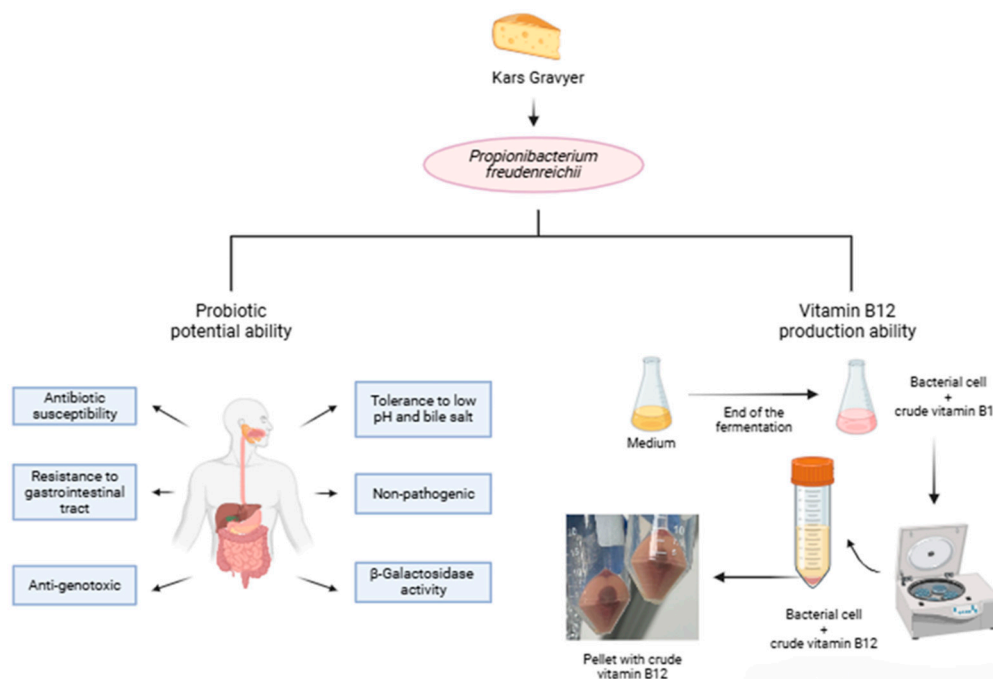 Kars Gravyer
Propionibacterium
freudenreichii
Probiotic
potential ability
Antibiotic
susceptibility
Resistance to
gastrointestinal
tract
Anti-genotoxic
Tolerance to low
pH and bile salt
Non-pathogenic
β-Galactosidase
activity
Vitamin B12
production ability
Medium
End of the
fermentation
Bacterial cell
+
crude vitamin B1
Bacterial cell
+
crude vitamin B12
Pellet with crude
vitamin B12